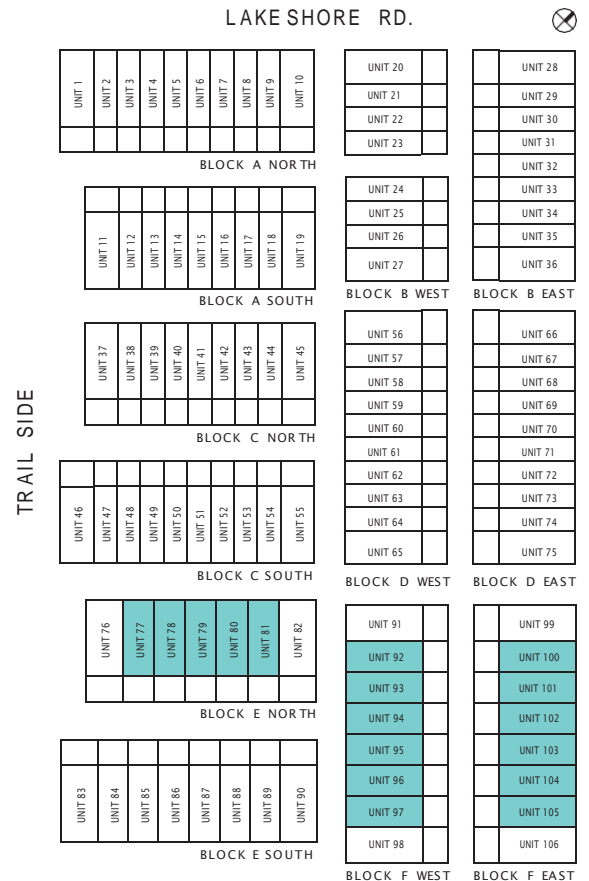 LAKE SHORE RD.
TRAIL SIDE
UNIT 1
UNIT 2
UNIT 3
UNIT 4
UNIT 5
UNIT 6
UNIT 7
UNIT 8
UNIT 9
UNIT 10
BLOCK A NORTH
UNIT 11
UNIT 12
UNIT 13
UNIT 14
UNIT 15
UNIT 16
UNIT 17
UNIT 18
UNIT 19
BLOCK A SOUTH
UNIT 20
UNIT 21
UNIT 22
UNIT 23
UNIT 24
UNIT 25
UNIT 26
UNIT 27
BLOCK B WEST
UNIT 28
UNIT 29
UNIT 30
UNIT 31
UNIT 32
UNIT 33
UNIT 34
UNIT 35
UNIT 36
BLOCK B EAST
UNIT 37
UNIT 38
UNIT 39
UNIT 40
UNIT 41
UNIT 42
UNIT 43
UNIT 44
UNIT 45
BLOCK C NORTH
UNIT 46
UNIT 47
UNIT 48
UNIT 49
UNIT 50
UNIT 51
UNIT 52
UNIT 53
UNIT 54
UNIT 55
BLOCK C SOUTH
UNIT 56
UNIT 57
UNIT 58
UNIT 59
UNIT 60
UNIT 61
UNIT 62
UNIT 63
UNIT 64
UNIT 65
BLOCK D WEST
UNIT 66
UNIT 67
UNIT 68
UNIT 69
UNIT 70
UNIT 71
UNIT 72
UNIT 73
UNIT 74
UNIT 75
BLOCK D EAST
UNIT 76
UNIT 77
UNIT 78
UNIT 79
UNIT 80
UNIT 81
UNIT 82
BLOCK E NORTH
UNIT 83
UNIT 84
UNIT 85
UNIT 86
UNIT 87
UNIT 88
UNIT 89
UNIT 90
BLOCK E SOUTH
UNIT 91
UNIT 92
UNIT 93
UNIT 94
UNIT 95
UNIT 96
UNIT 97
UNIT 98
BLOCK F WEST
UNIT 99
UNIT 100
UNIT 101
UNIT 102
UNIT 103
UNIT 104
UNIT 105
UNIT 106
BLOCK F EAST